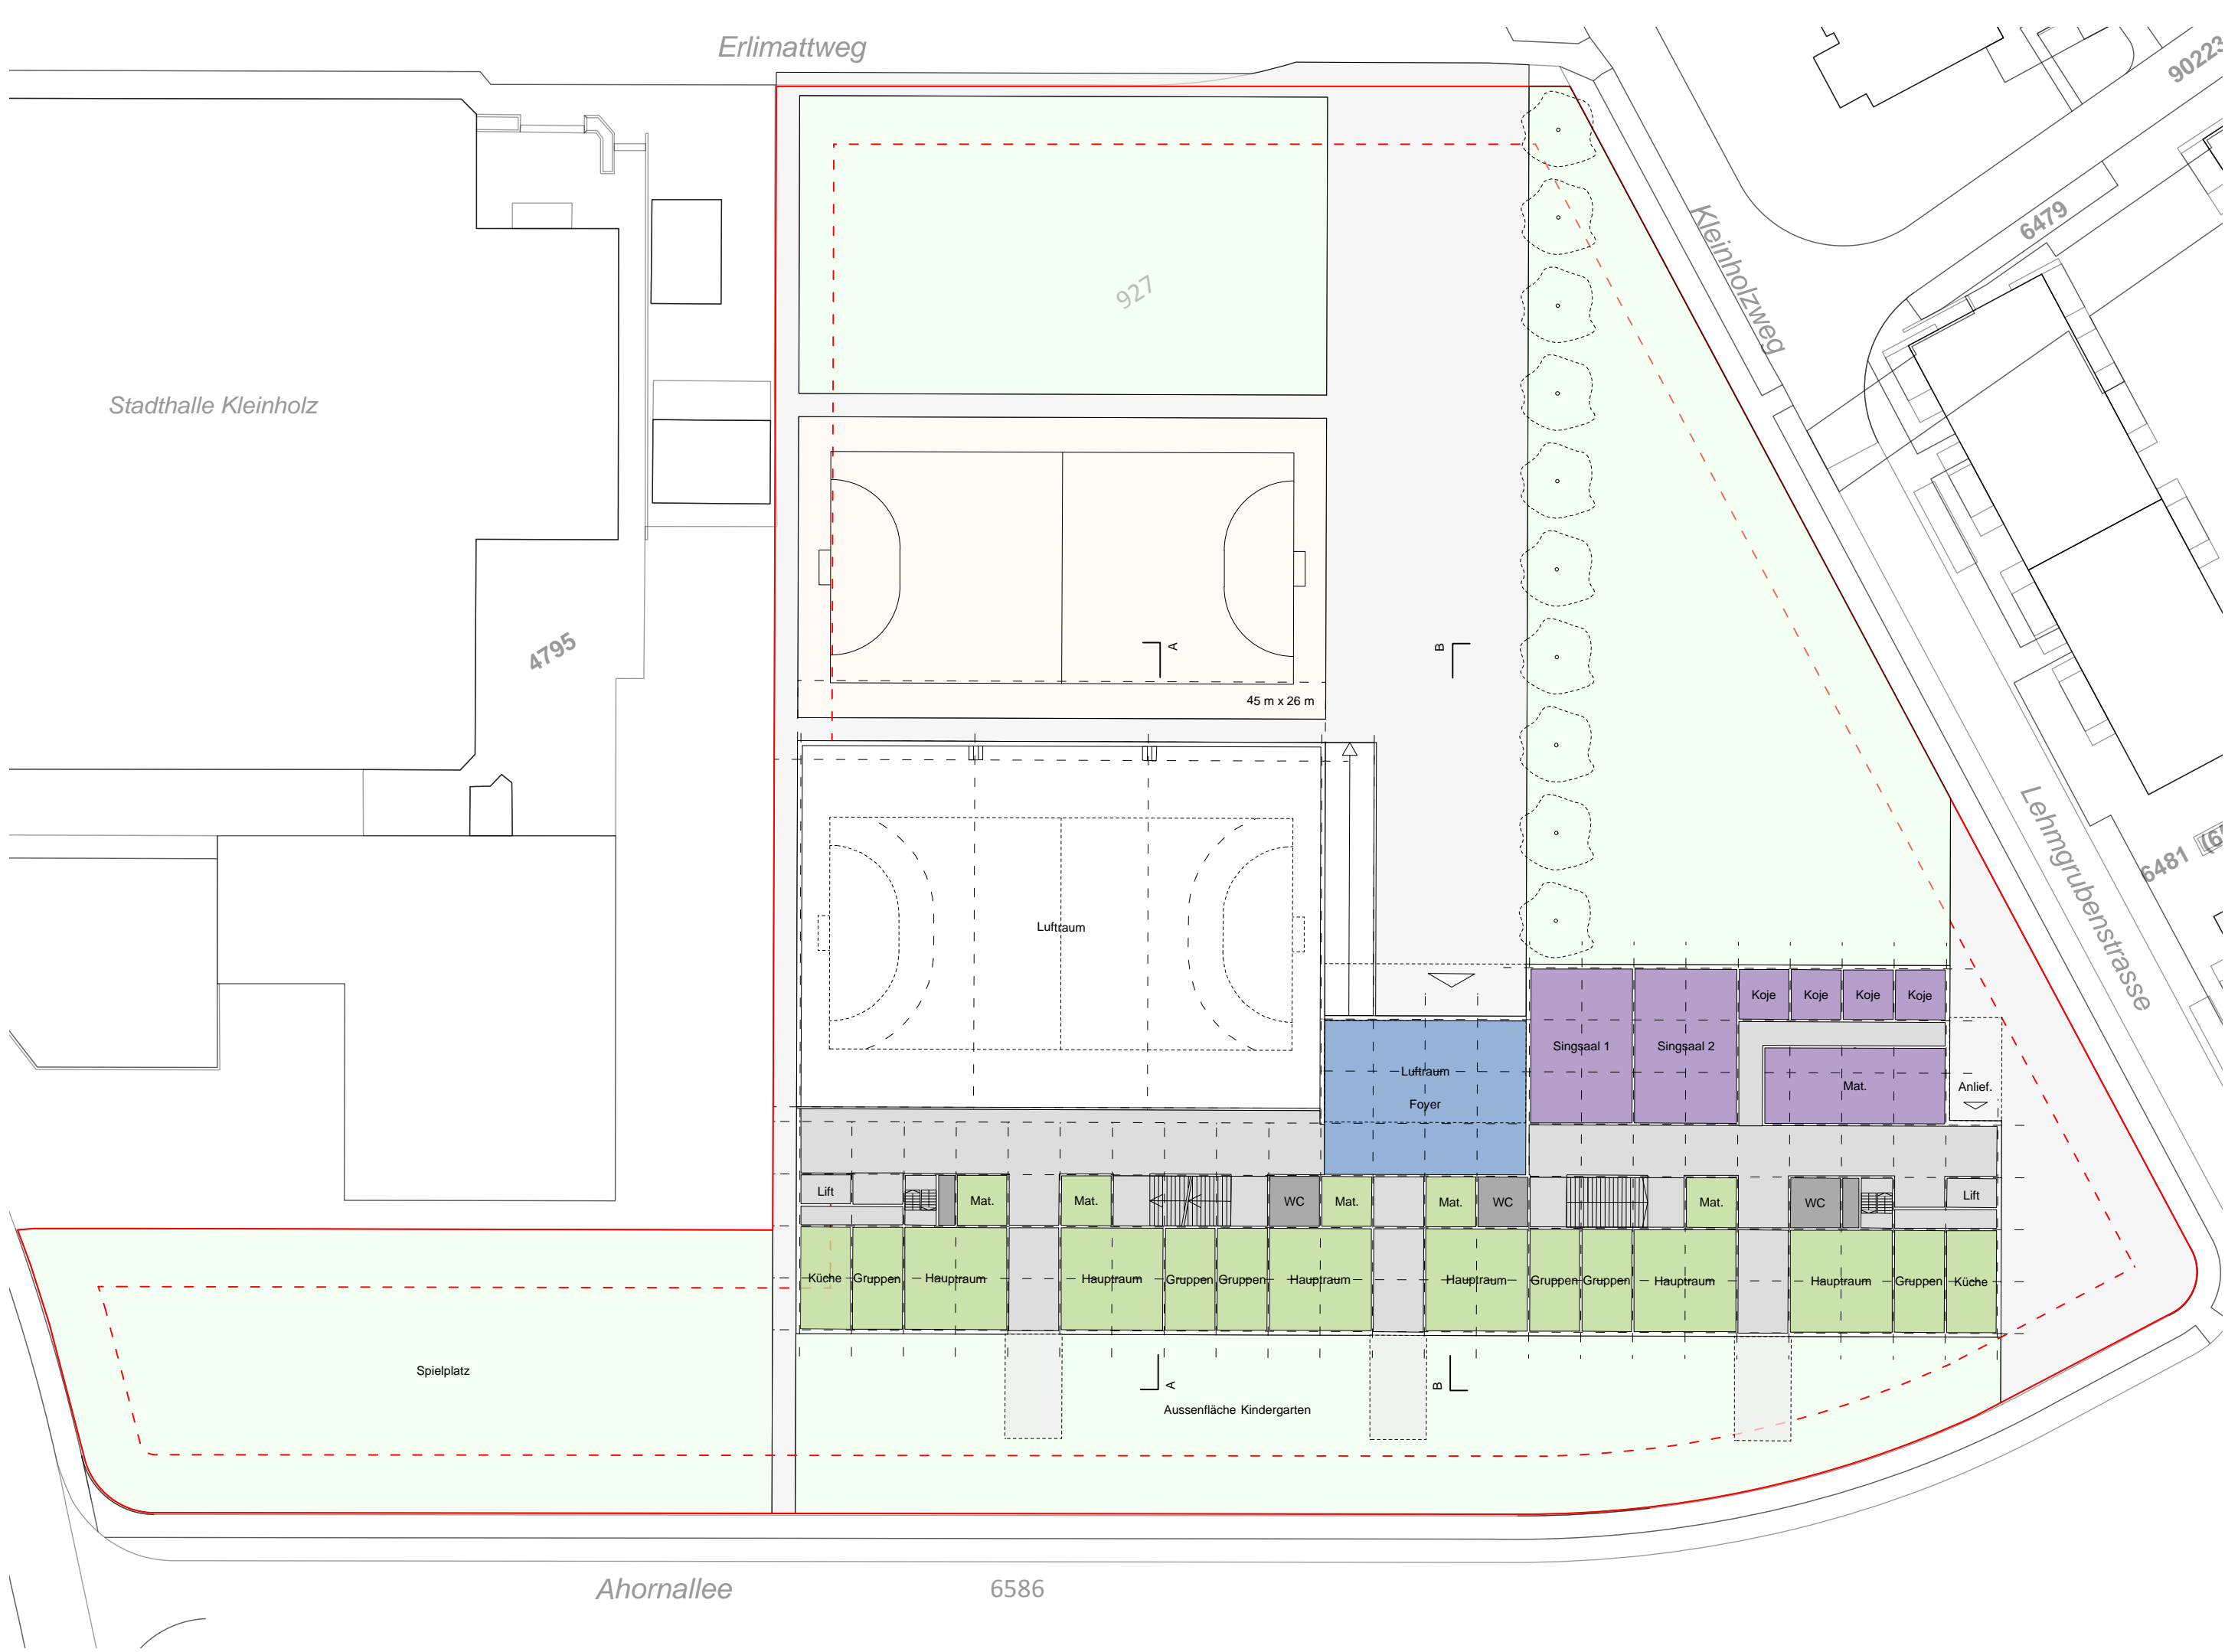 Erlimattweg
90223
6479
Kleinholzweg
927
Stadthalle Kleinholz
4795
A
B
45 m x 26 m
Lehmgrubenstrasse
6481
Luftraum
Koje
Koje
Koje
Koje
Singsaal 1
Singsaal 2
Luftraum
Foyer
Mat.
Anlief.
Lift
Mat.
Mat.
WC
Mat.
Mat.
WC
Mat.
WC
Lift
Küche
Gruppen
Hauptraum
Hauptraum
Gruppen
Gruppen
Hauptraum
Hauptraum
Gruppen
Gruppen
Hauptraum
Hauptraum
Gruppen
Küche
Spielplatz
A
B
Aussenfläche Kindergarten
Ahornallee
6586